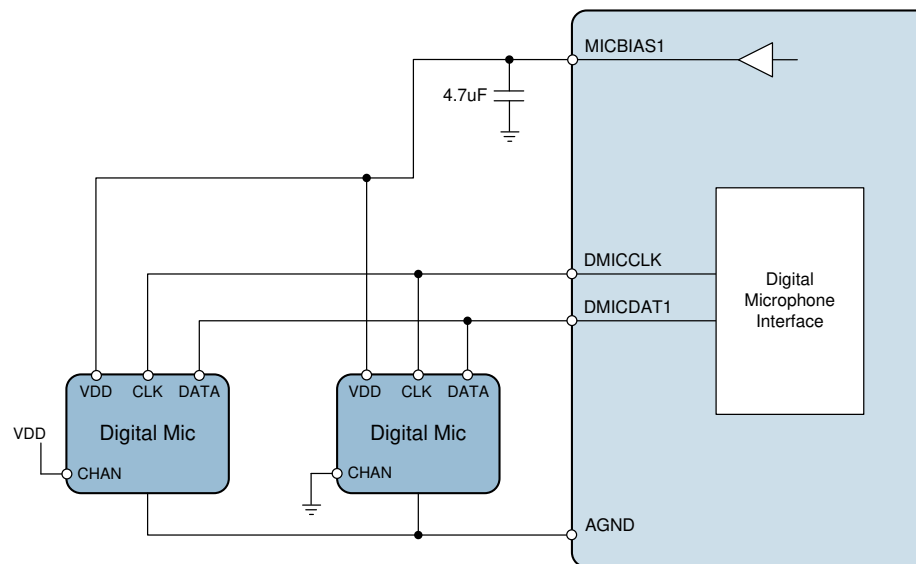 MICBIAS1
4.7uF
DMICCLK
DMICDAT1
Digital
Microphone
Interface
VDD CLK DATA
Digital Mic
VDD
CHAN
VDD CLK DATA
Digital Mic
CHAN
AGND